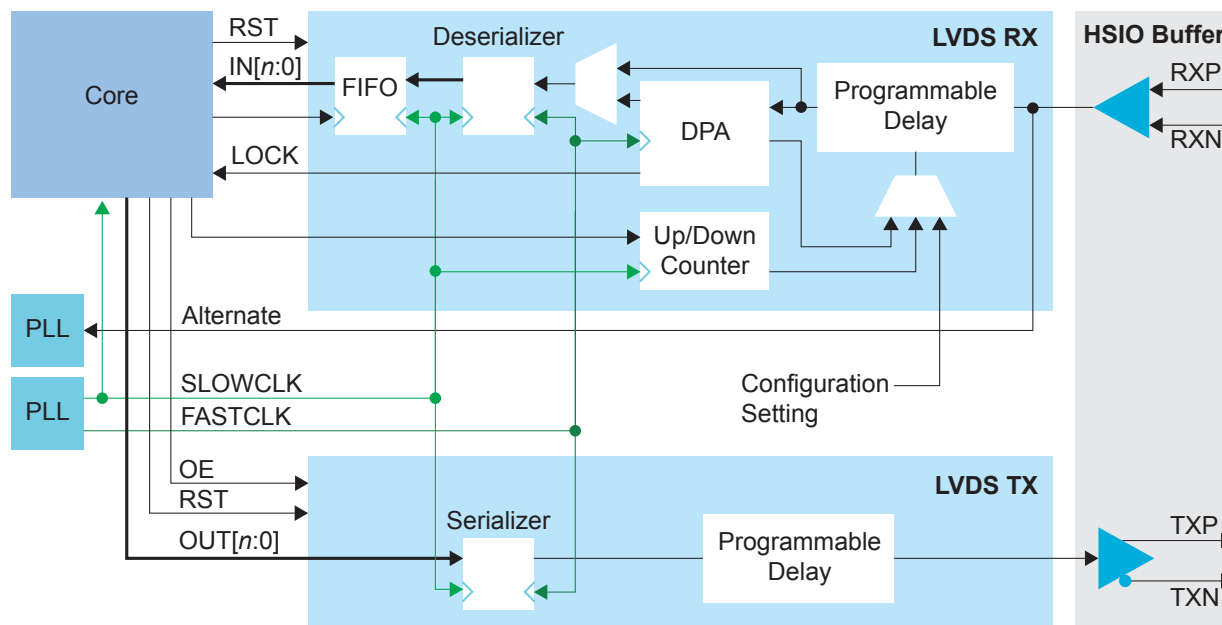 RST
Deserializer
LVDS RX
HSIO Buffer
IN[n:0]
FIFO
Core
DPA
Programmable
Delay
RXP
RXN
LOCK
Up/Down
Counter
Alternate
PLL
SLOWCLK
Configuration
Setting
PLL
FASTCLK
OE
LVDS TX
RST
Serializer
OUT[n:0]
Programmable
Delay
TXP
TXN